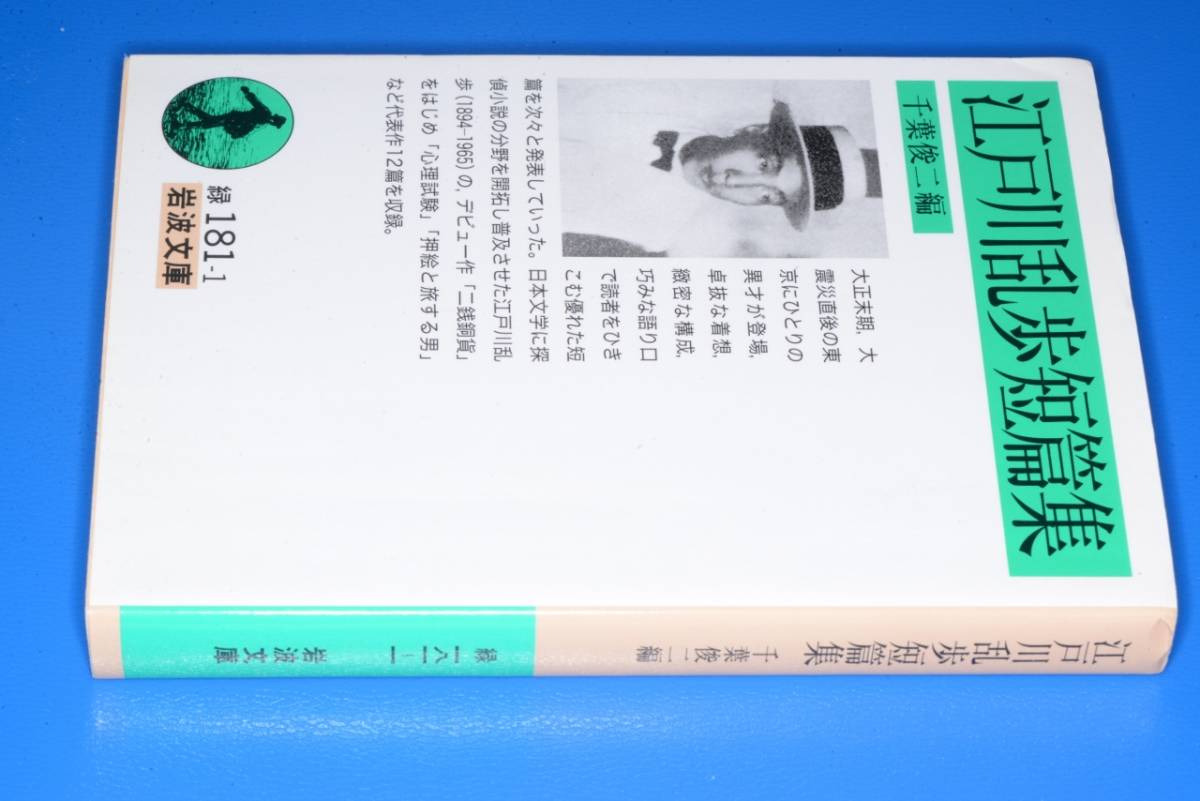 江戸川乱歩短篇集
千葉俊二編
大正末期，大
震災直後の東
京にひとりの
異才が登場，
卓抜な着想，
緻密な構成，
巧みな語り口
で読者をひき
こむ優れた短
篇を次々と発表していった。日本文学に探
偵小説の分野を開拓し普及させた江戸川乱
歩（1894-1965）の，デビュー作「二銭銅貨」
をはじめ「心理試験」「押絵と旅する男」
など代表作12篇を収録。
緑181-1
岩波文庫
江戸川乱歩短篇集
千葉俊二編
緑一八一-一
岩波文庫